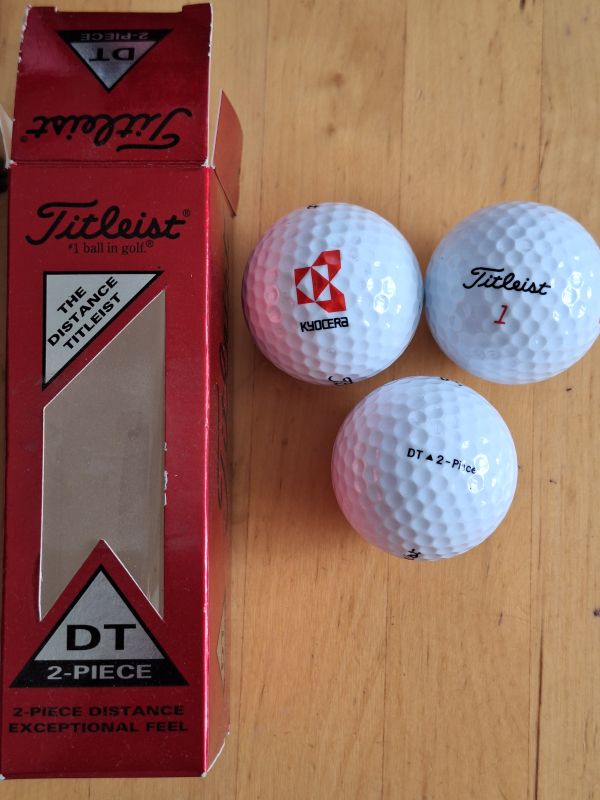 DT
2-PIECE
Titleist
Titleist®
#1 ball in golf.®
THE
DISTANCE
TITLEIST
DT
2-PIECE
2-PIECE DISTANCE
EXCEPTIONAL FEEL
KYOCERa
Titleist
1
DT ▲ 2-Piece